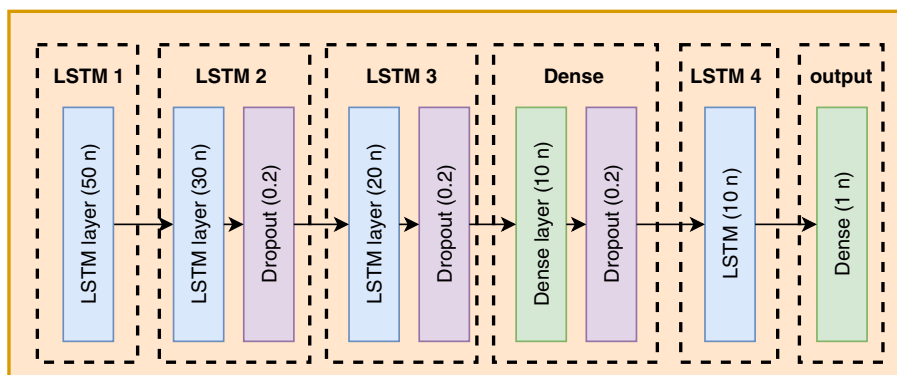 LSTM 1
LSTM layer (50 n)
LSTM 2
LSTM layer (30 n)
Dropout (0.2)
LSTM 3
LSTM layer (20 n)
Dropout (0.2)
Dense
Dense layer (10 n)
Dropout (0.2)
LSTM 4
LSTM (10 n)
output
Dense (1 n)